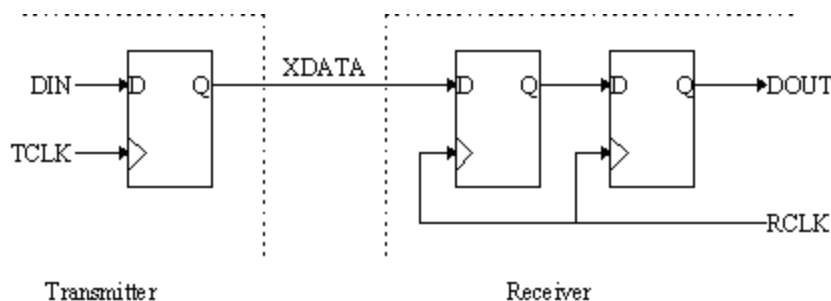 XDATA
DIN D Q D Q D Q DOUT
TCLK
RCLK
Transmitter Receiver